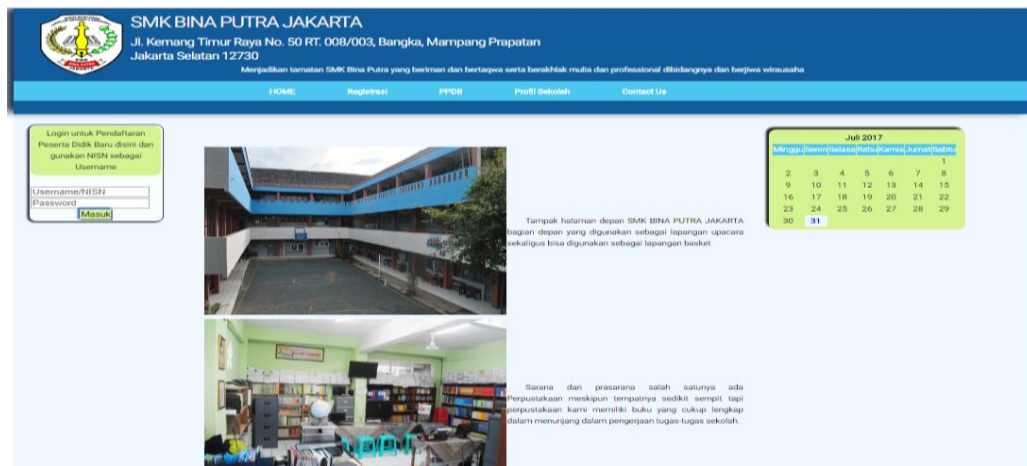 SMK BINA PUTRA JAKARTA
Jl. Kemang Timur Raya No. 50 RT. 008/003, Bangka, Mampang Prapatan
Jakarta Selatan 12730
Menjadikan tamatan SMK Bina Putra yang beriman dan bertaqwa serta berakhlak mulia dan professional dibidangnya dan berjiwa wirausaha
HOME Registrasi PPDB Profil Sekolah Contact Us
Login untuk Pendaftaran
Peserta Didik Baru disini dan
gunakan NISN sebagai
Username
Username/NISN
Password
Masuk
Tampak halaman depan SMK BINA PUTRA JAKARTA
bagian depan yang digunakan sebagai lapangan upacara
sekaligus bisa digunakan sebagai lapangan basket
Sarana dan prasarana salah satunya ada
Perpustakaan meskipun tempatnya sedikit sempit tapi
perpustakaan kami memiliki buku yang cukup lengkap
dalam menunjang dalam pengerjaan tugas-tugas sekolah.
Juli 2017
Minggu Senin Selasa Rabu Kamis Jumat Sabtu
1
2 3 4 5 6 7 8
9 10 11 12 13 14 15
16 17 18 19 20 21 22
23 24 25 26 27 28 29
30 31